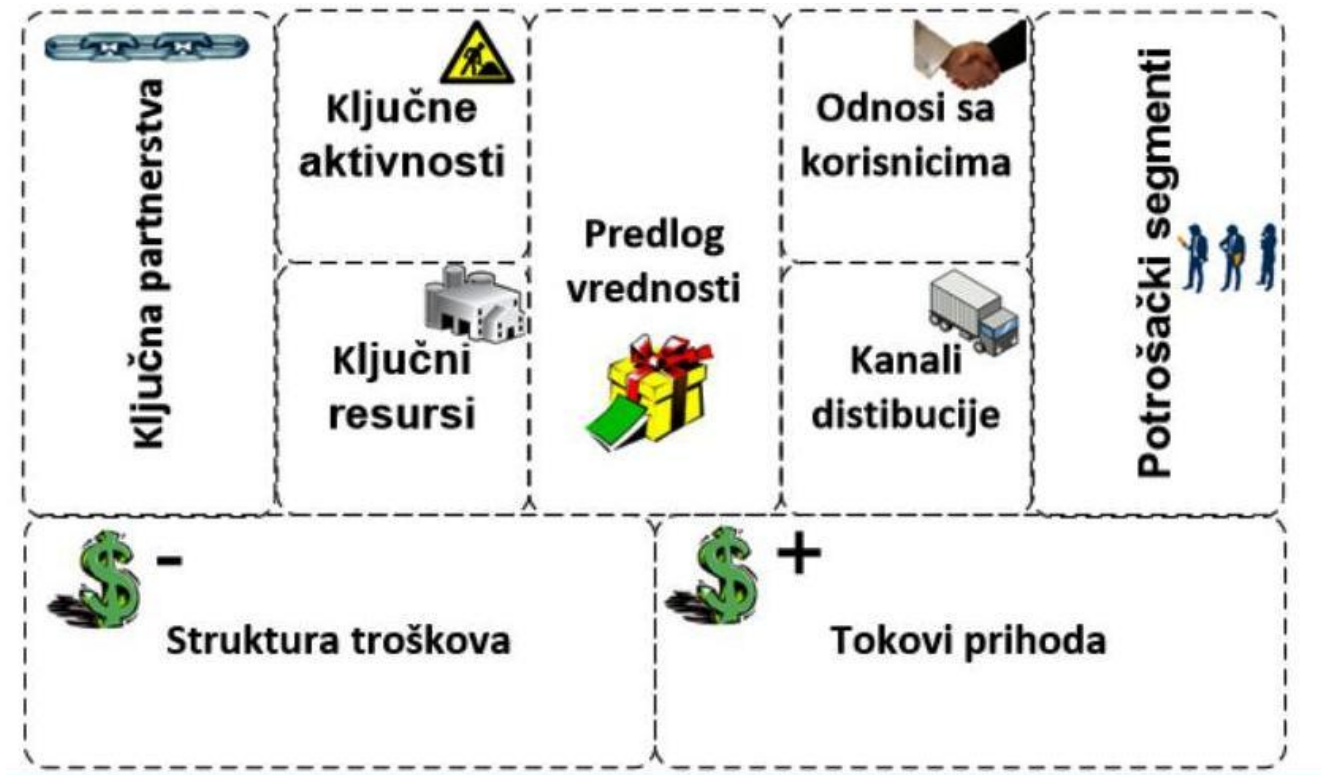 Ključna partnerstva
Ključne
aktivnosti
Ključni
resursi
Predlog
vrednosti
Odnosi sa
korisnicima
Kanali
distibucije
Potrošački segmenti
-
Struktura troškova
+
Tokovi prihoda